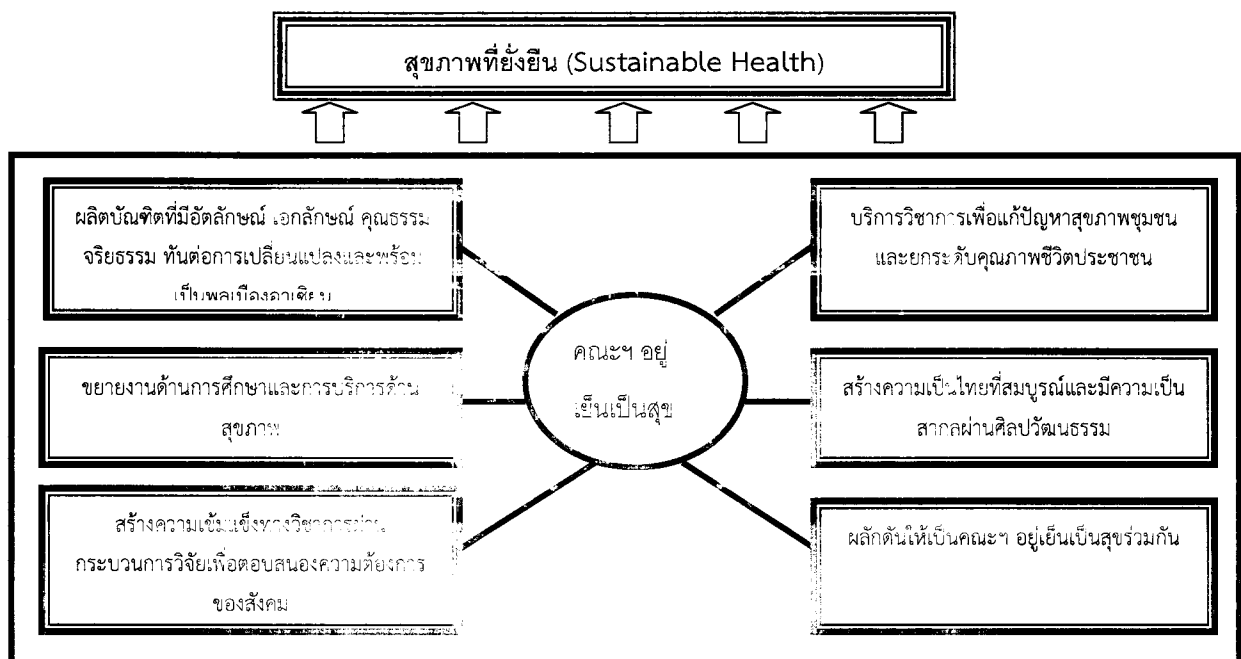 สุขภาพที่ยั่งยืน (Sustainable Health)
ผลิตบัณฑิตที่มีอัตลักษณ์ เอกลักษณ์ คุณธรรม
จริยธรรม ทันต่อการเปลี่ยนแปลงและพร้อม
เป็นพลเมืองอาเซียน
ขยายงานด้านการศึกษาและการบริการด้าน
สุขภาพ
สร้างความเข้มแข็งทางวิชาการผ่าน
กระบวนการวิจัยเพื่อตอบสนองความต้องการ
ของสังคม
คณะฯ อยู่
เย็นเป็นสุข
บริการวิชาการเพื่อแก้ปัญหาสุขภาพชุมชน
และยกระดับคุณภาพชีวิตประชาชน
สร้างความเป็นไทยที่สมบูรณ์และมีความเป็น
สากลผ่านศิลปวัฒนธรรม
ผลักดันให้เป็นคณะฯ อยู่เย็นเป็นสุขร่วมกัน